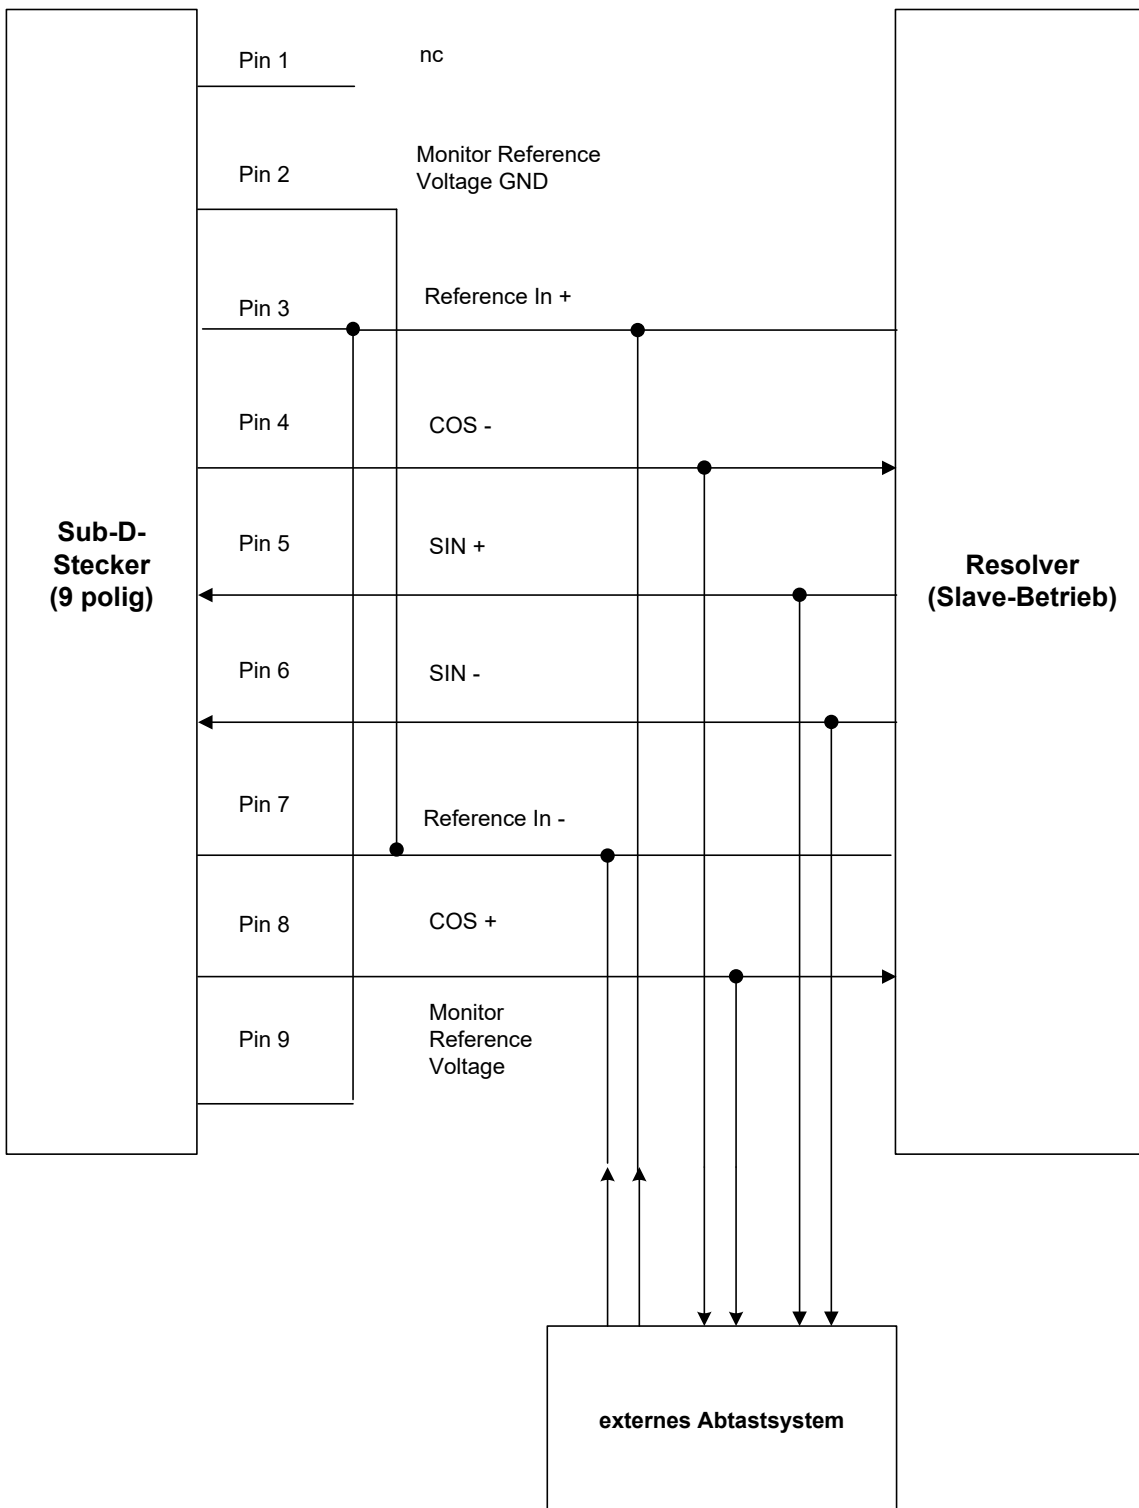 Pin 1
nc
Pin 2
Monitor Reference
Voltage GND
Pin 3
Reference In +
Pin 4
COS -
Pin 5
SIN +
Sub-D-
Stecker
(9 polig)
Resolver
(Slave-Betrieb)
Pin 6
SIN -
Pin 7
Reference In -
Pin 8
COS +
Pin 9
Monitor
Reference
Voltage
externes Abtastsystem